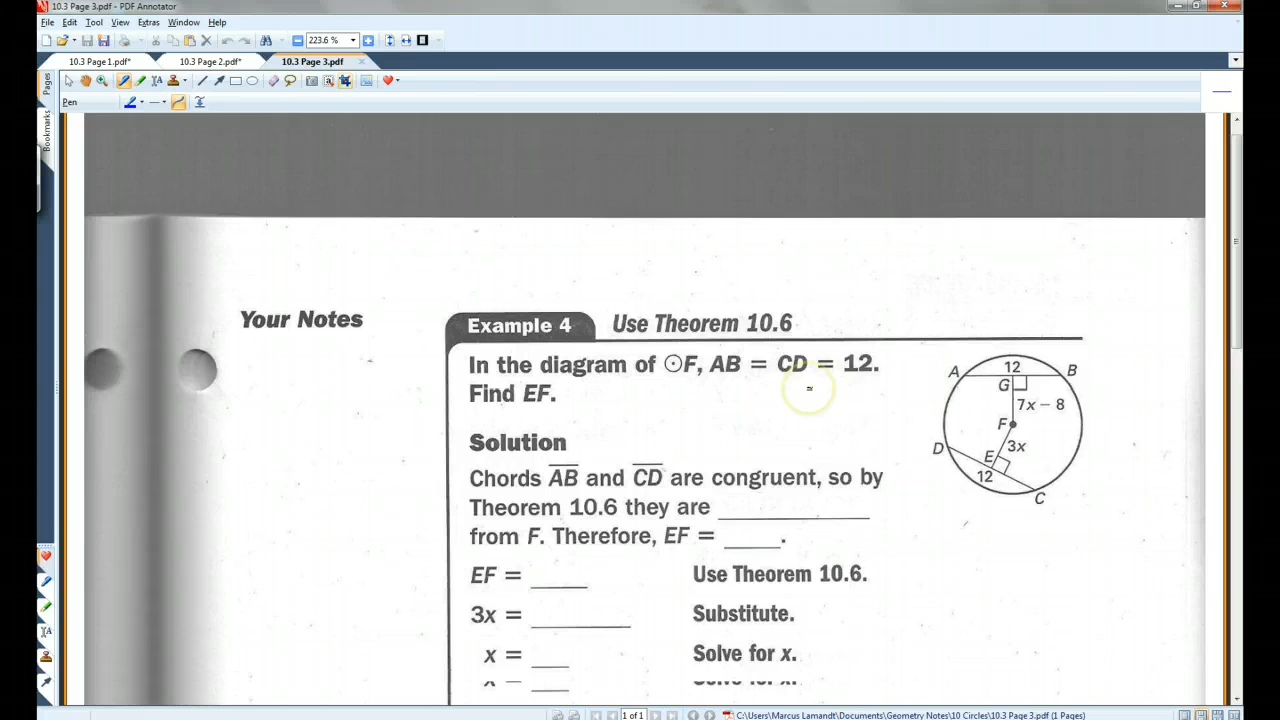 10.3 Page 3.pdf - PDF Annotator
File Edit Tool View Extras Window Help
223.6 %
10.3 Page 1.pdf* 10.3 Page 2.pdf* 10.3 Page 3.pdf
Pages
Bookmarks
Pen
Your Notes
Example 4 Use Theorem 10.6
In the diagram of ⊙F, AB = CD = 12.
Find EF.
Solution
Chords AB and CD are congruent, so by
Theorem 10.6 they are ___________
from F. Therefore, EF = ____.
EF = ____ Use Theorem 10.6.
3x = _______ Substitute.
x = ___ Solve for x.
A 12 B
G
7x − 8
F
3x
D E
12
C
1 of 1 C:\Users\Marcus Lamandt\Documents\Geometry Notes\10 Circles\10.3 Page 3.pdf (1 Pages)